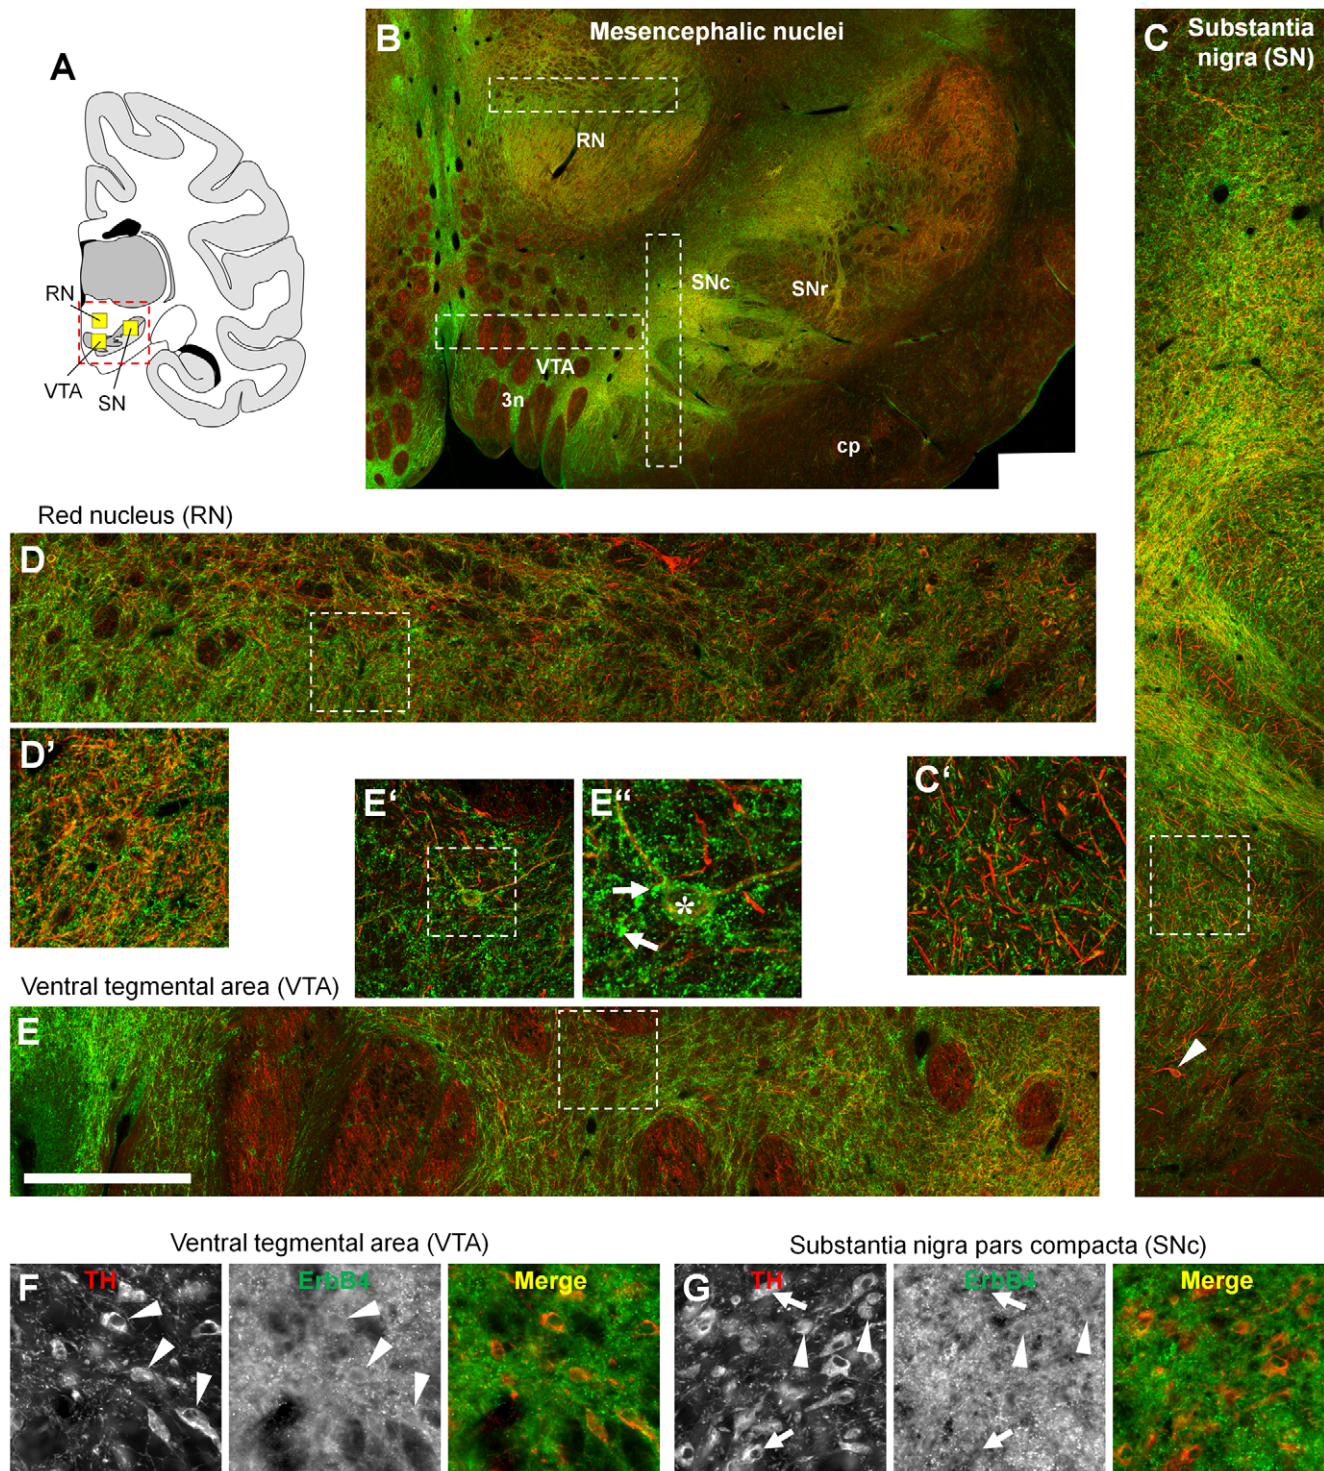 A
RN
VTA
SN
B
Mesencephalic nuclei
RN
SNc
SNr
VTA
3n
cp
C
Substantia
nigra (SN)
Red nucleus (RN)
D
D’
E‘
E“
C‘
Ventral tegmental area (VTA)
E
*
Ventral tegmental area (VTA)
F
TH
ErbB4
Merge
Substantia nigra pars compacta (SNc)
G
TH
ErbB4
Merge